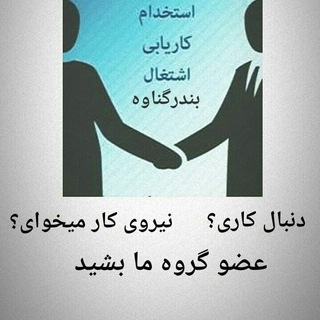 استخدام
کاریابی
اشتغال
بندرگناوه
دنبال کاری؟ نیروی کار میخوای؟
عضو گروه ما بشید